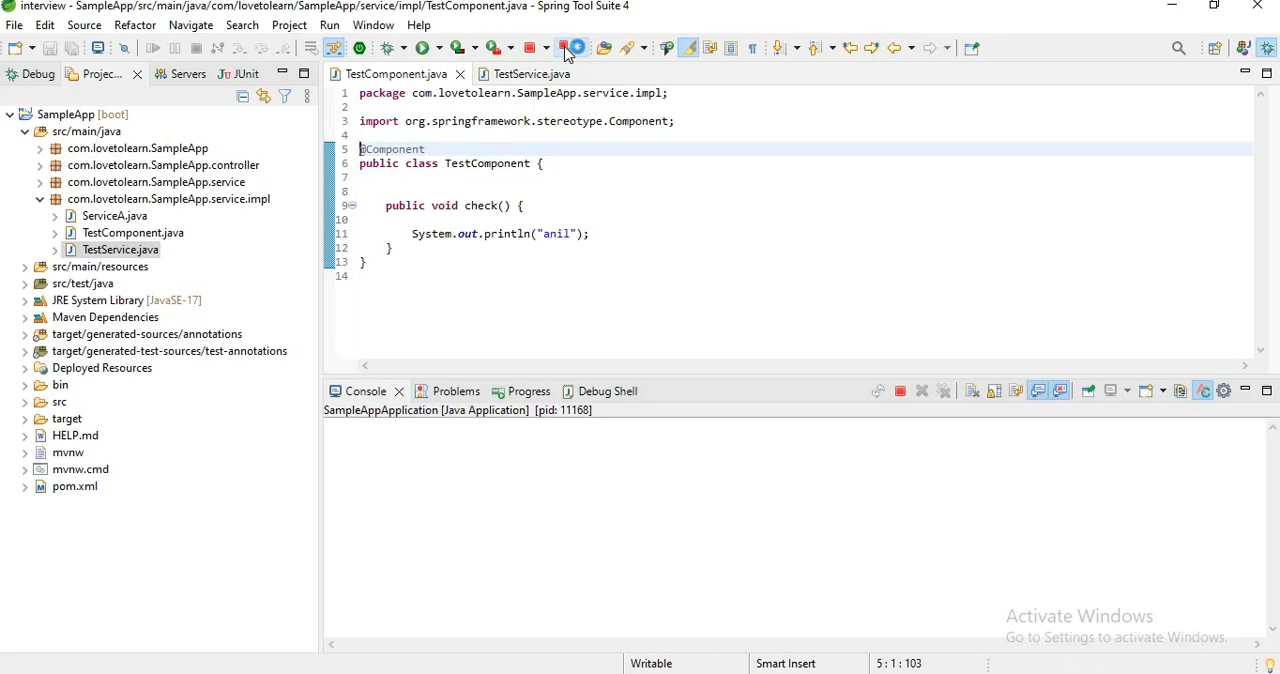 interview - SampleApp/src/main/java/com/lovetolearn/SampleApp/service/impl/TestComponent.java - Spring Tool Suite 4
File Edit Source Refactor Navigate Search Project Run Window Help
Debug Projec... Servers JUnit
SampleApp [boot]
src/main/java
com.lovetolearn.SampleApp
com.lovetolearn.SampleApp.controller
com.lovetolearn.SampleApp.service
com.lovetolearn.SampleApp.service.impl
ServiceA.java
TestComponent.java
TestService.java
src/main/resources
src/test/java
JRE System Library [JavaSE-17]
Maven Dependencies
target/generated-sources/annotations
target/generated-test-sources/test-annotations
Deployed Resources
bin
src
target
HELP.md
mvnw
mvnw.cmd
pom.xml
TestComponent.java TestService.java
1 package com.lovetolearn.SampleApp.service.impl;
2
3 import org.springframework.stereotype.Component;
4
5 @Component
6 public class TestComponent {
7
8
9 public void check() {
10
11 System.out.println("anil");
12 }
13 }
14
Console Problems Progress Debug Shell
SampleAppApplication [Java Application] [pid: 11168]
Activate Windows
Go to Settings to activate Windows.
Writable Smart Insert 5 : 1 : 103